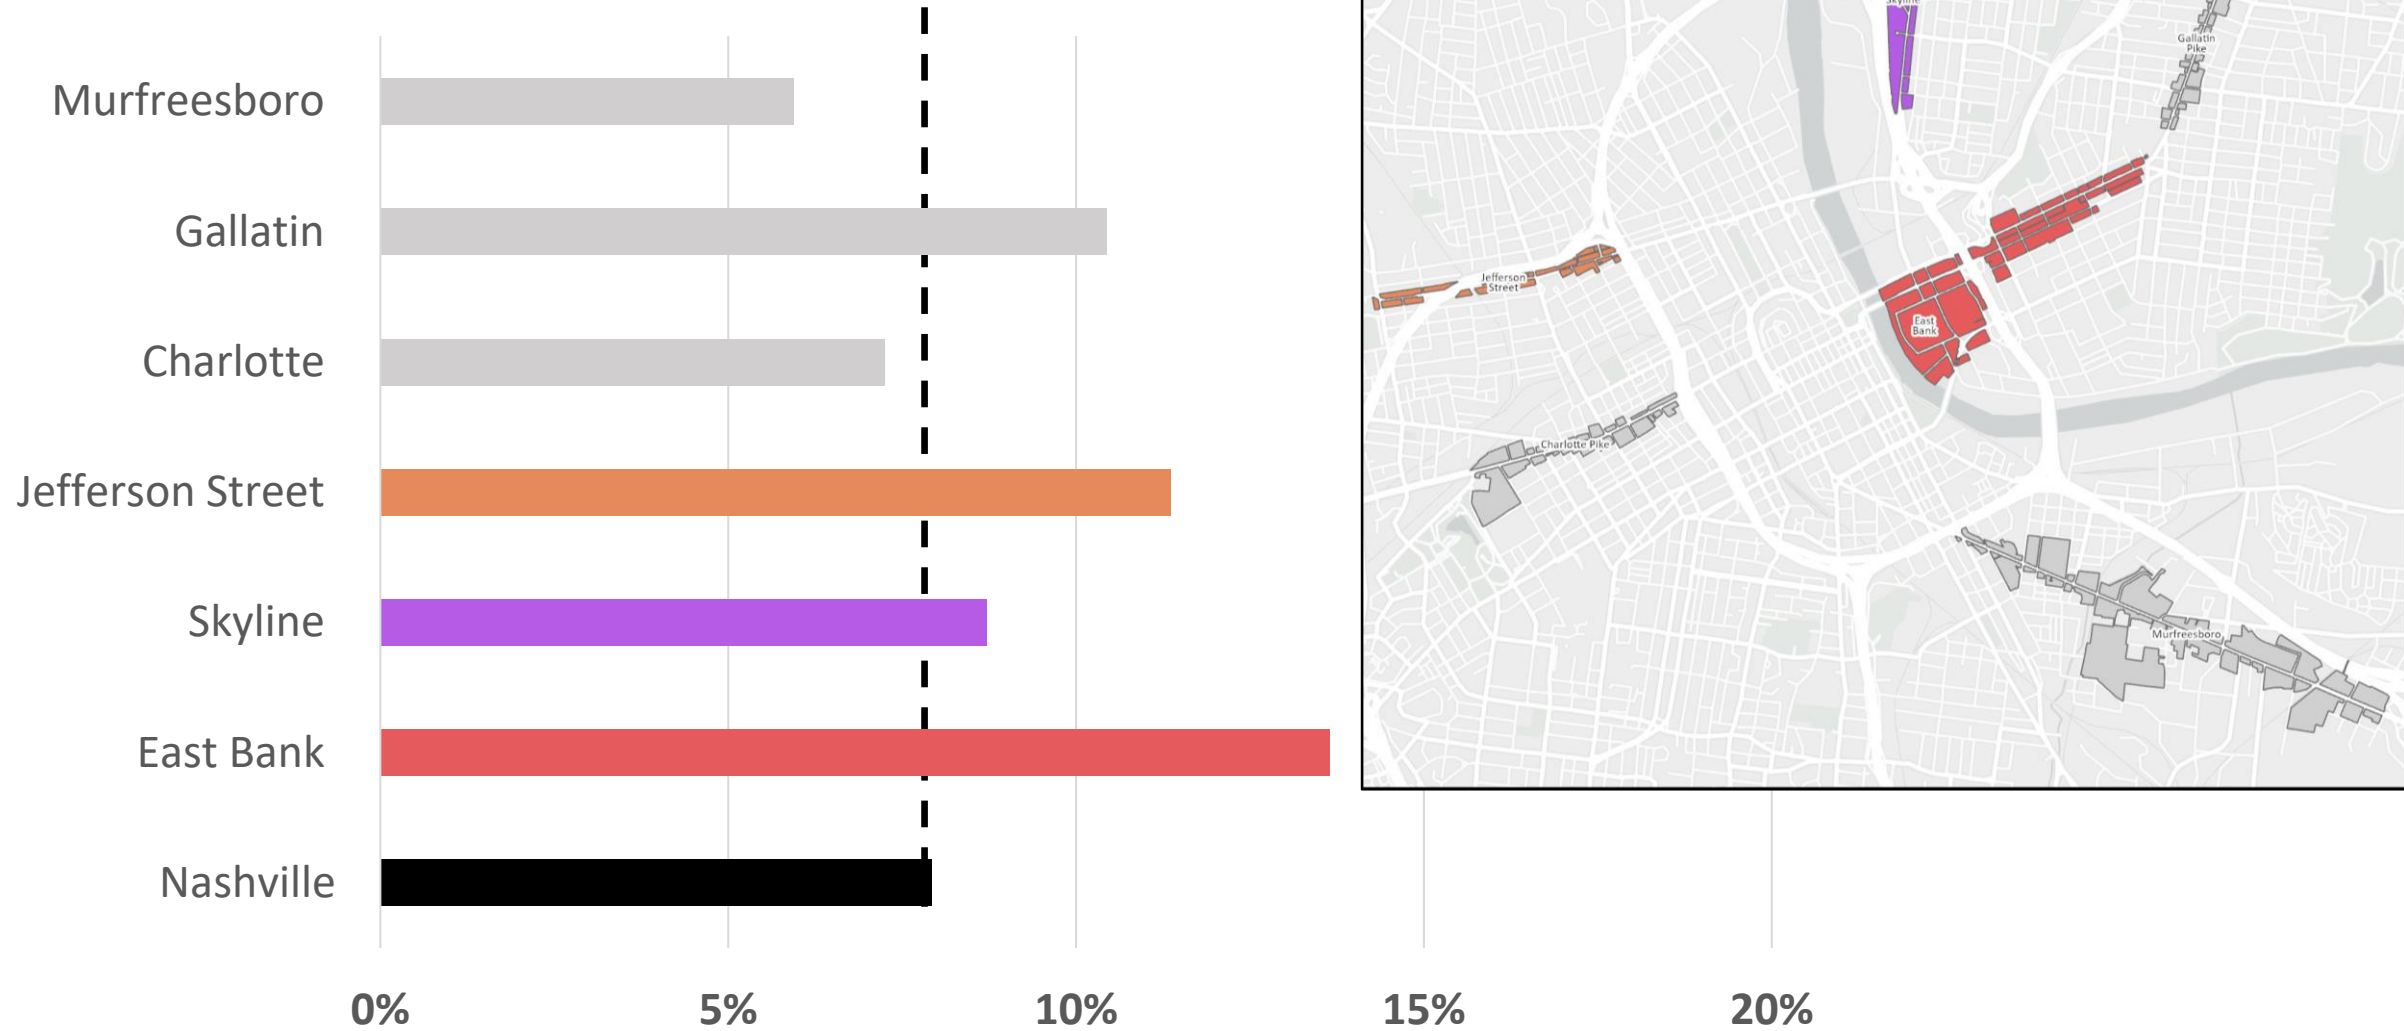 Murfreesboro
Gallatin
Charlotte
Jefferson Street
Skyline
East Bank
Nashville
0%
5%
10%
15%
20%
Skyline
Gallatin
Pike
Jefferson
Street
East
Bank
Charlotte Pike
Murfreesboro